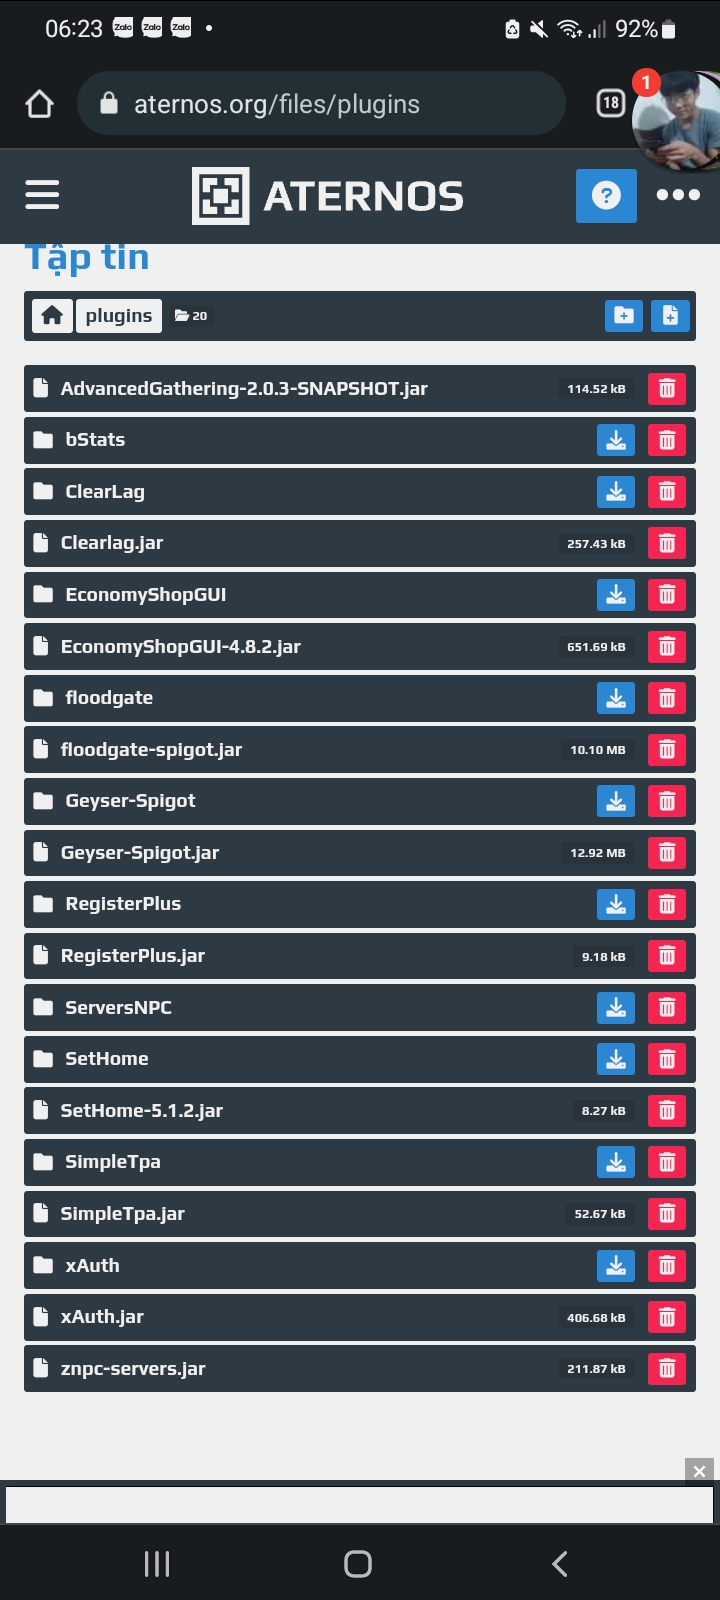 06:23 Zalo Zalo Zalo 92%
aternos.org/files/plugins 18 1
ATERNOS ?
Tập tin
plugins 20
AdvancedGathering-2.0.3-SNAPSHOT.jar 114.52 kB
bStats
ClearLag
Clearlag.jar 257.43 kB
EconomyShopGUI
EconomyShopGUI-4.8.2.jar 651.69 kB
floodgate
floodgate-spigot.jar 10.10 MB
Geyser-Spigot
Geyser-Spigot.jar 12.92 MB
RegisterPlus
RegisterPlus.jar 9.18 kB
ServersNPC
SetHome
SetHome-5.1.2.jar 8.27 kB
SimpleTpa
SimpleTpa.jar 52.67 kB
xAuth
xAuth.jar 406.68 kB
znpc-servers.jar 211.87 kB